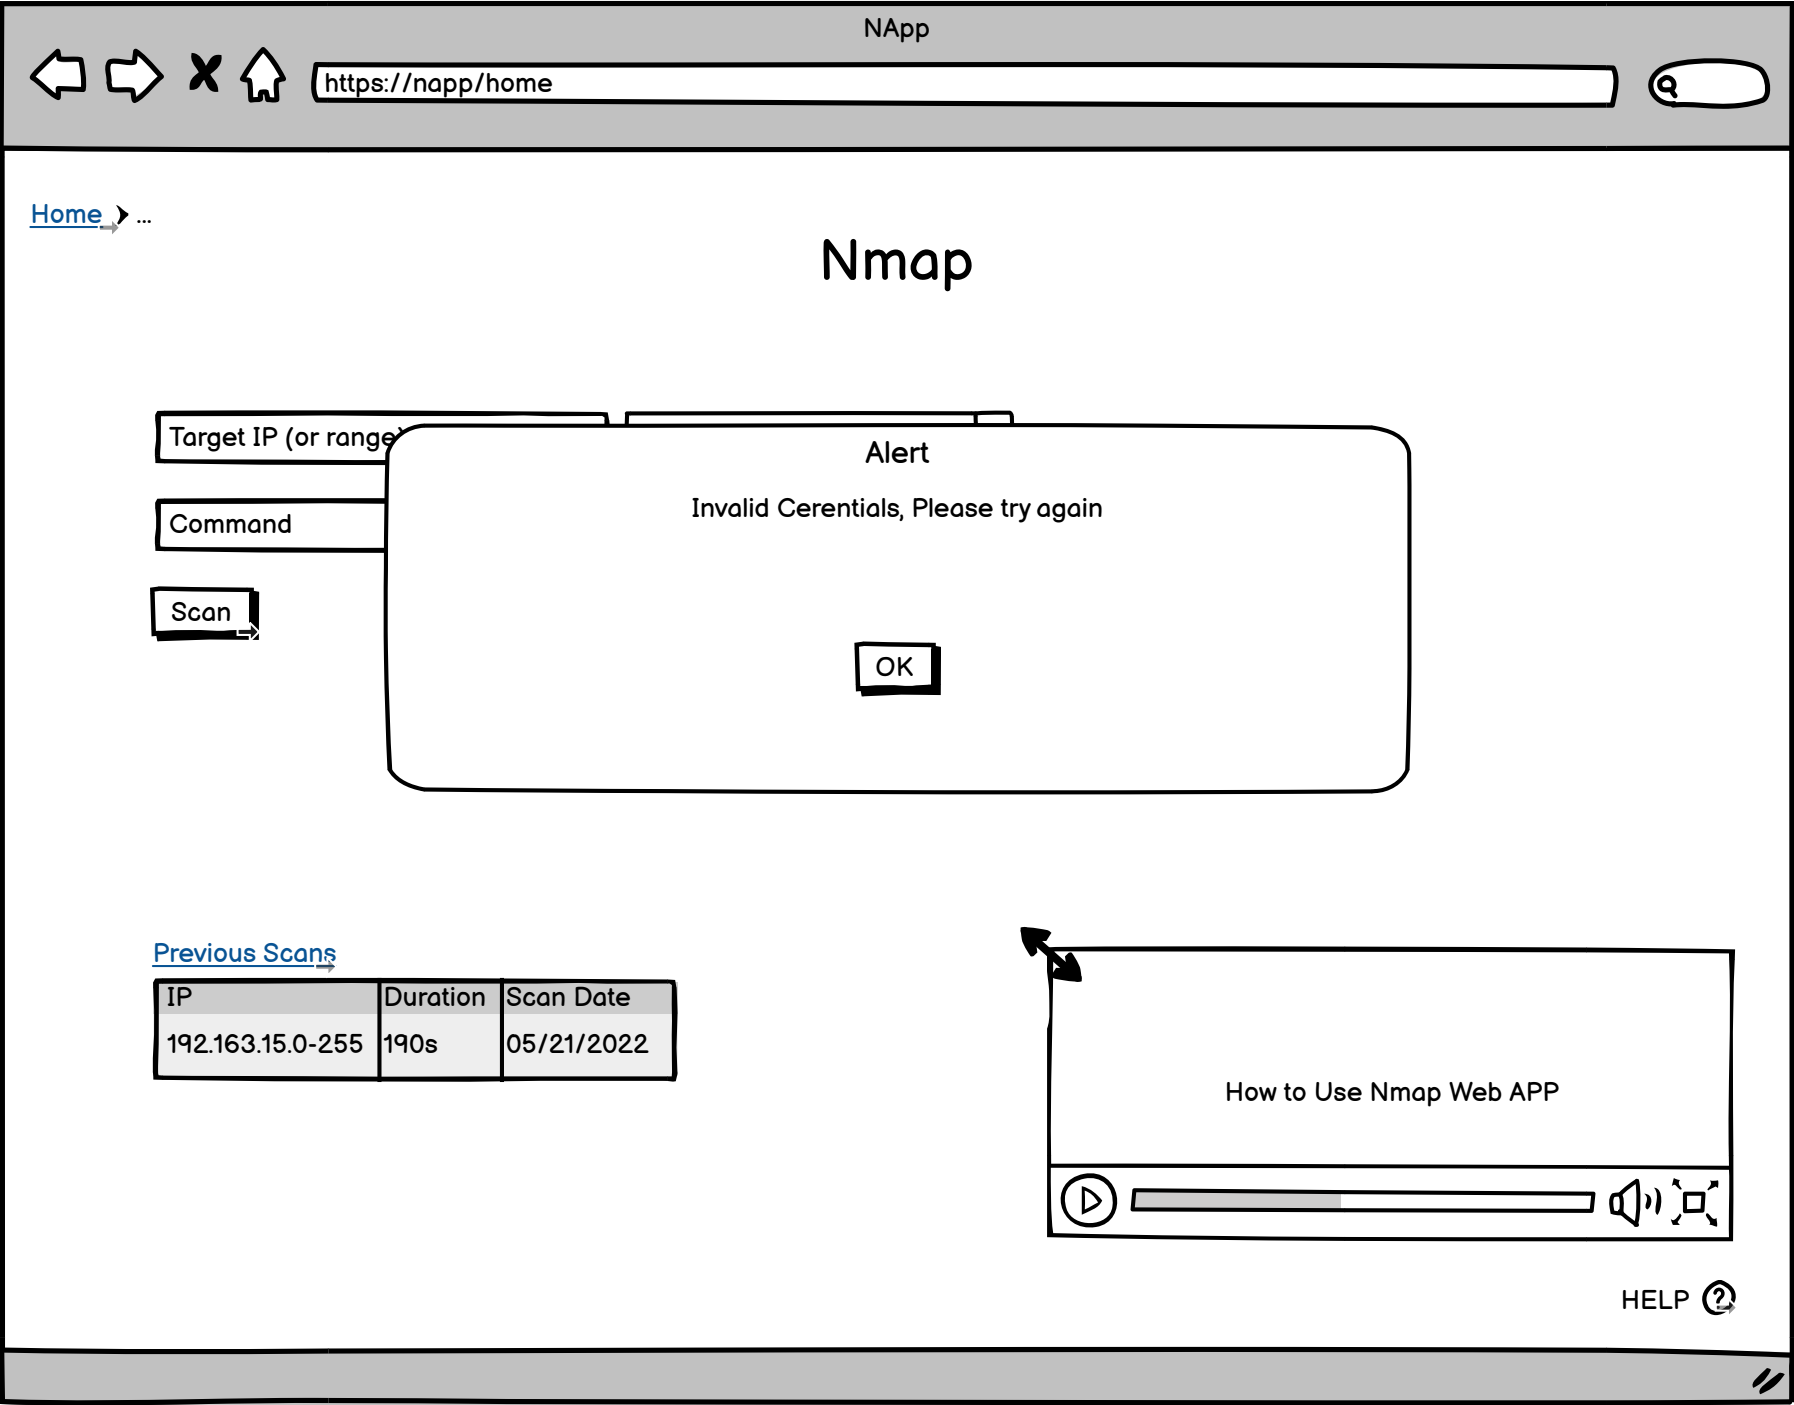 NApp
https://napp/home
Home ...
Nmap
Target IP (or range)
Alert
Invalid Cerentials, Please try again
Command
Scan
OK
Previous Scans
IP Duration Scan Date
192.163.15.0-255 190s 05/21/2022
How to Use Nmap Web APP
HELP ?